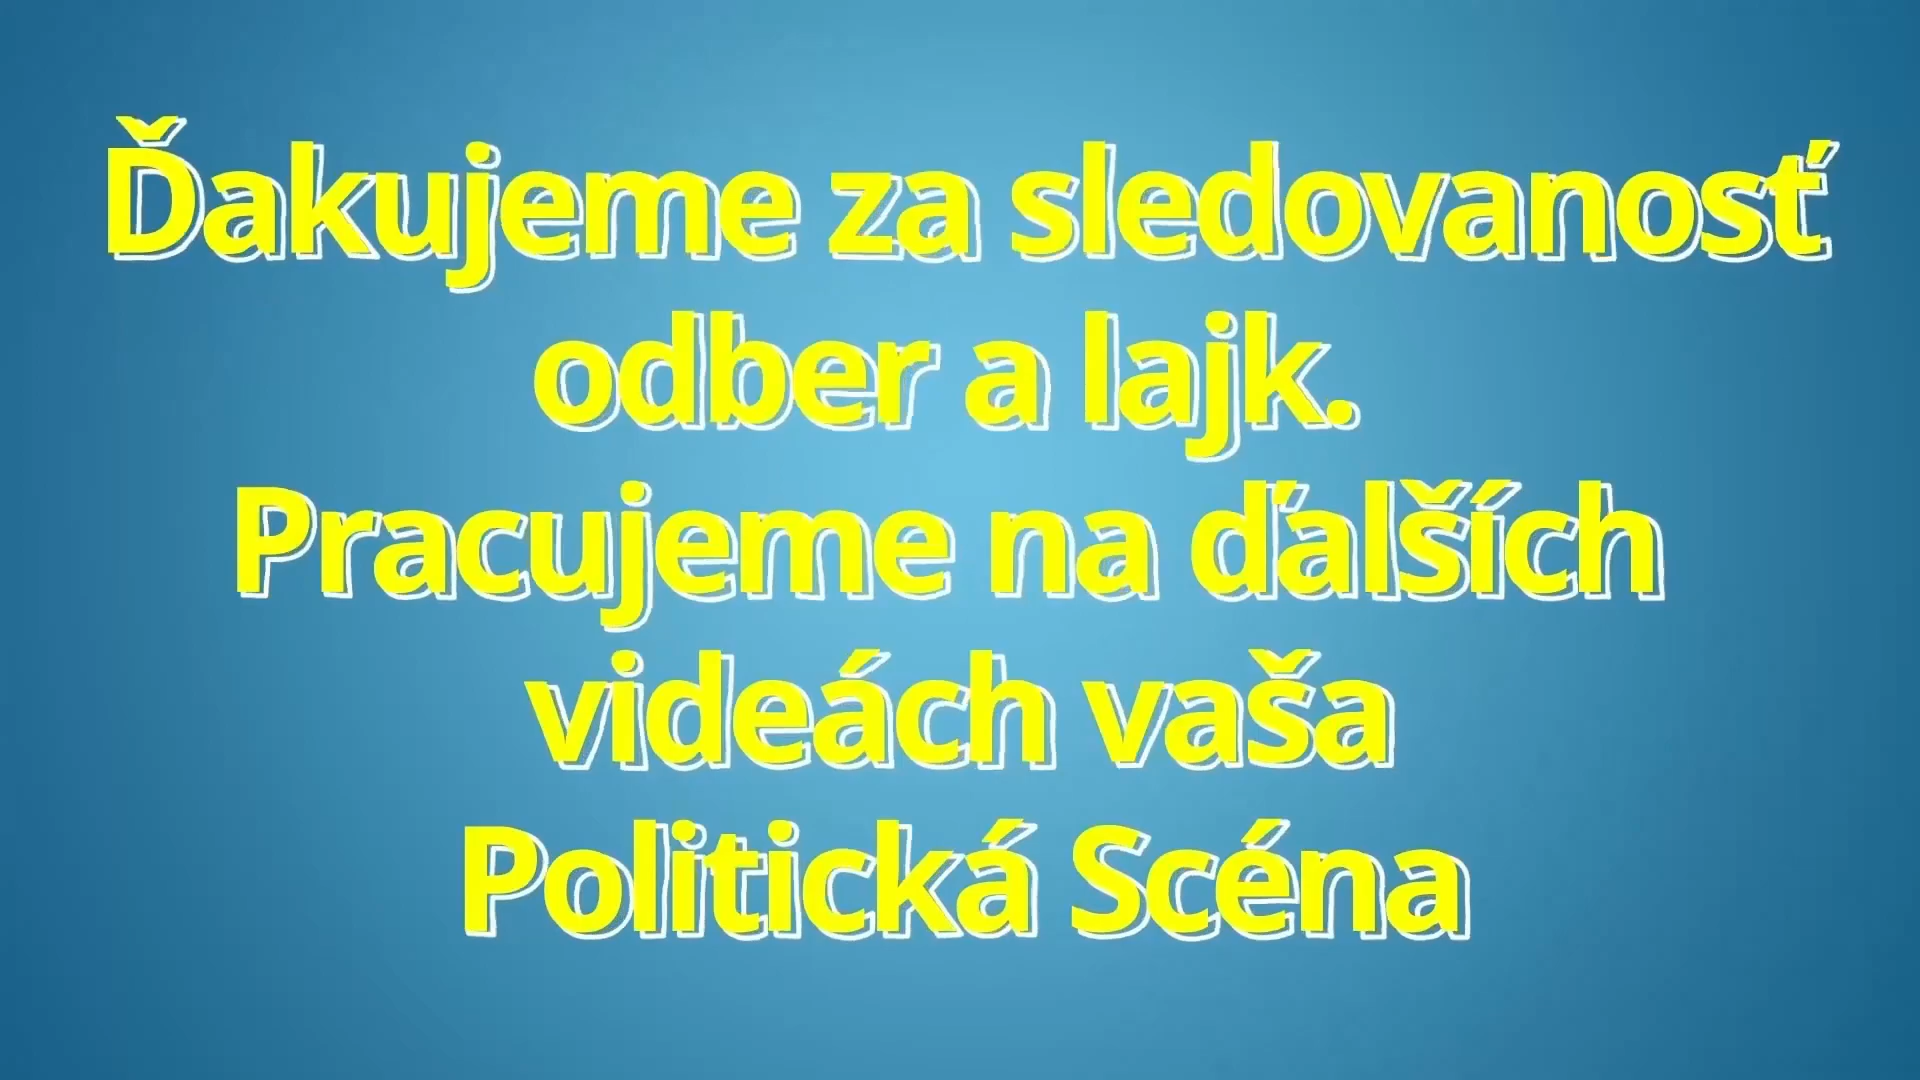 Ďakujeme za sledovanosť
odber a lajk.
Pracujeme na ďalších
videách vaša
Politická Scéna